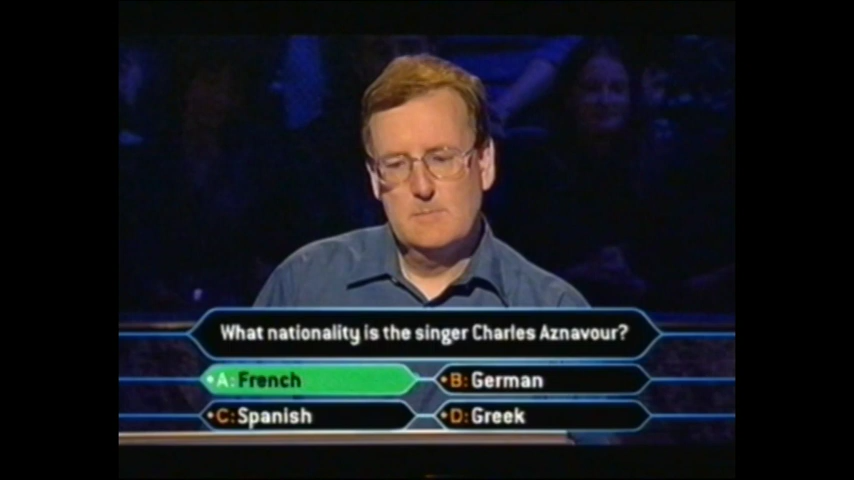 What nationality is the singer Charles Aznavour?
A: French
B: German
C: Spanish
D: Greek